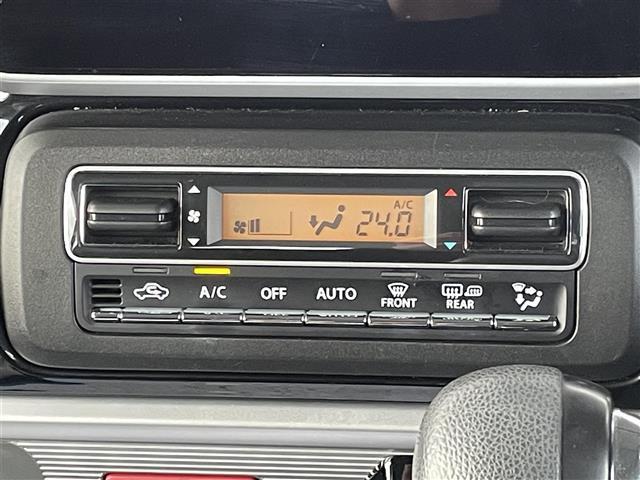 A/C
24.0
A/C OFF AUTO FRONT REAR